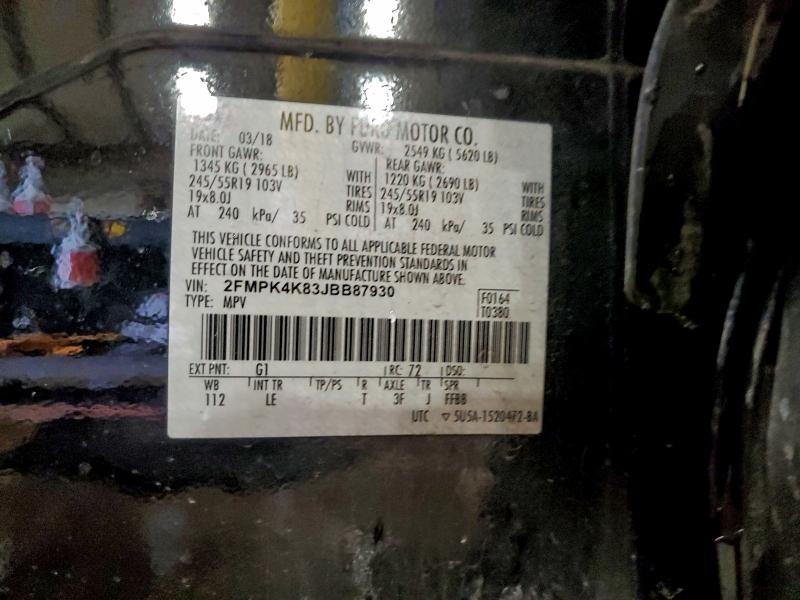 MFD. BY FORD MOTOR CO.
DATE: 03/18 GVWR: 2549 KG ( 5620 LB)
FRONT GAWR: REAR GAWR:
1345 KG ( 2965 LB) WITH 1220 KG ( 2690 LB) WITH
245/55R19 103V TIRES 245/55R19 103V TIRES
19x8.0J RIMS 19x8.0J RIMS
AT 240 kPa/ 35 PSI COLD AT 240 kPa/ 35 PSI COLD
THIS VEHICLE CONFORMS TO ALL APPLICABLE FEDERAL MOTOR
VEHICLE SAFETY AND THEFT PREVENTION STANDARDS IN
EFFECT ON THE DATE OF MANUFACTURE SHOWN ABOVE.
VIN: 2FMPK4K83JBB87930 F0164
TYPE: MPV T0380
EXT PNT: G1 RC: 72 DSO:
WB INT TR TP/PS R AXLE TR SPR
112 LE T 3F J FFBB
UTC ▽ 5U5A-1520472-BA